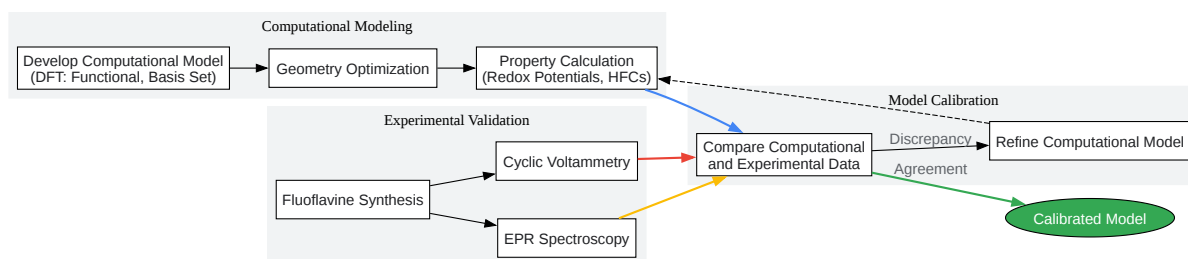 Computational Modeling
Develop Computational Model
(DFT: Functional, Basis Set)
Geometry Optimization
Property Calculation
(Redox Potentials, HFCs)
Experimental Validation
Fluoflavine Synthesis
Cyclic Voltammetry
EPR Spectroscopy
Model Calibration
Compare Computational
and Experimental Data
Discrepancy
Agreement
Refine Computational Model
Calibrated Model